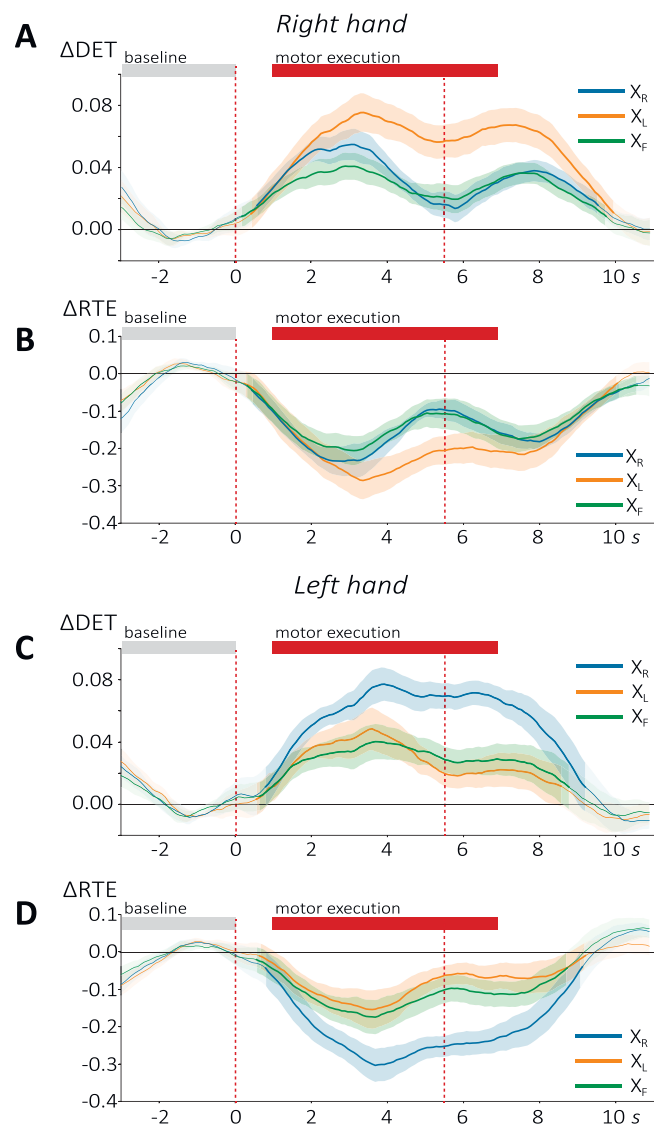 Right hand
A
ΔDET
baseline
motor execution
0.08
0.04
0.00
X_R
X_L
X_F
-2 0 2 4 6 8 10 s
ΔRTE
B
baseline
motor execution
0.1
0.0
-0.1
-0.2
-0.3
-0.4
X_R
X_L
X_F
-2 0 2 4 6 8 10 s
Left hand
C
ΔDET
baseline
motor execution
0.08
0.04
0.00
X_R
X_L
X_F
-2 0 2 4 6 8 10 s
ΔRTE
D
baseline
motor execution
0.1
0.0
-0.1
-0.2
-0.3
-0.4
X_R
X_L
X_F
-2 0 2 4 6 8 10 s